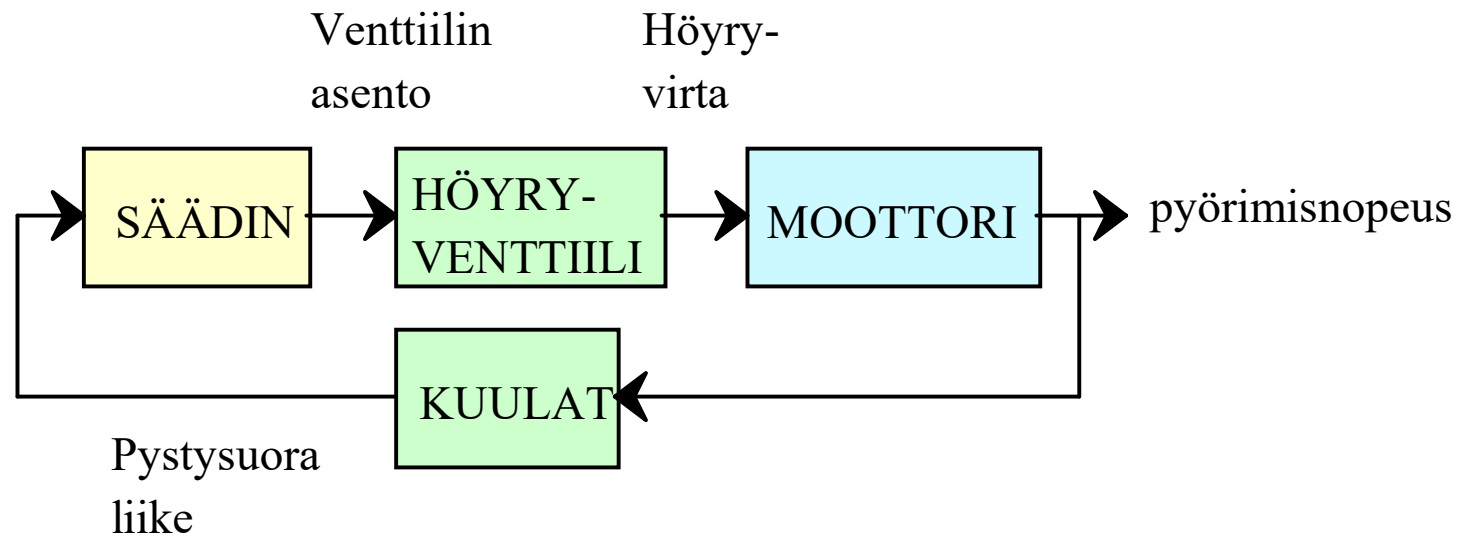 Venttiilin
asento
Höyry-
virta
SÄÄDIN
HÖYRY-
VENTTIILI
MOOTTORI
pyörimisnopeus
KUULAT
Pystysuora
liike